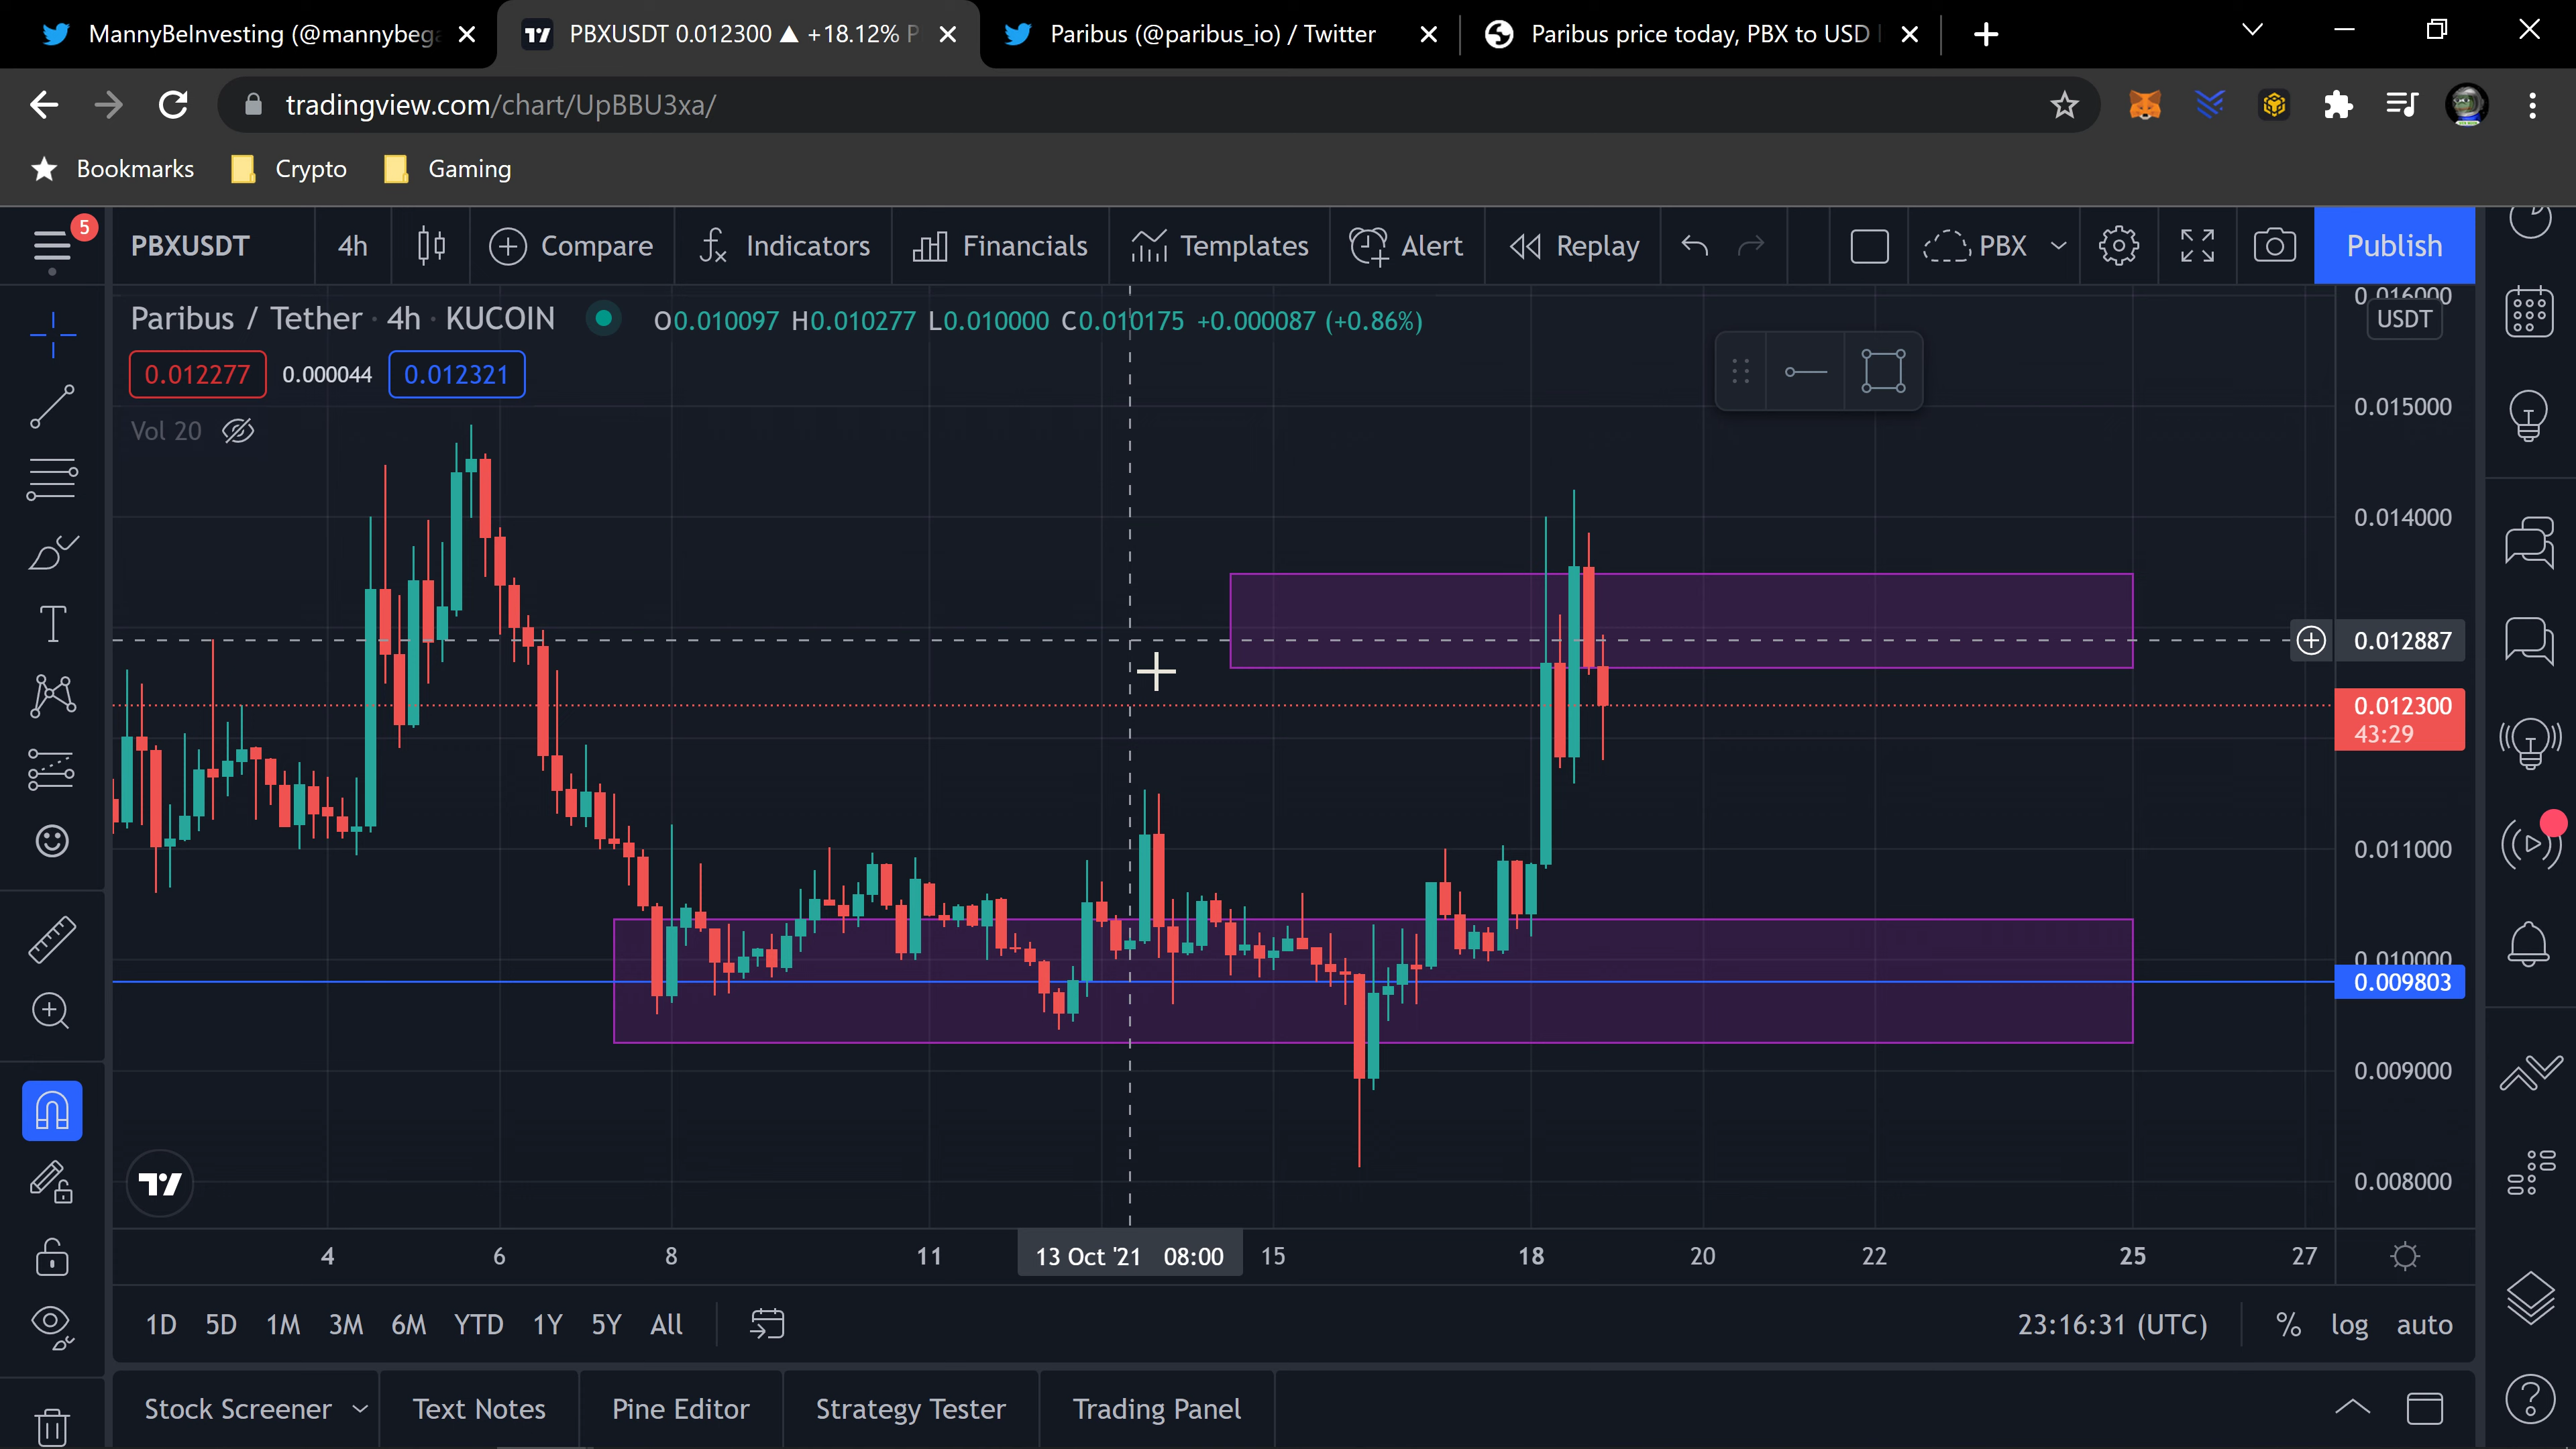 MannyBeInvesting (@mannybega
PBXUSDT 0.012300 ▲ +18.12% P
Paribus (@paribus_io) / Twitter
Paribus price today, PBX to USD
tradingview.com/chart/UpBBU3xa/
Bookmarks Crypto Gaming
5
PBXUSDT 4h Compare Indicators Financials Templates Alert Replay PBX Publish
Paribus / Tether · 4h · KUCOIN O0.010097 H0.010277 L0.010000 C0.010175 +0.000087 (+0.86%)
0.016000
USDT
0.012277 0.000044 0.012321
Vol 20
0.015000
0.014000
0.012887
0.012300
43:29
0.011000
0.010000
0.009803
0.009000
0.008000
4 6 8 11 13 Oct '21 08:00 15 18 20 22 25 27
1D 5D 1M 3M 6M YTD 1Y 5Y All 23:16:31 (UTC) % log auto
Stock Screener Text Notes Pine Editor Strategy Tester Trading Panel